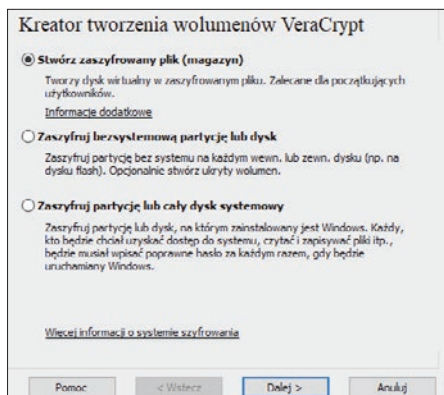 Kreator tworzenia wolumenów VeraCrypt
Stwórz zaszyfrowany plik (magazyn)
Tworzy dysk wirtualny w zaszyfrowanym pliku. Zalecane dla początkujących
użytkowników.
Informacje dodatkowe
Zaszyfruj bezsystemową partycję lub dysk
Zaszyfruj partycję bez systemu na każdym wewn. lub zewn. dysku (np. na
dysku flash). Opcjonalnie stwórz ukryty wolumen.
Zaszyfruj partycję lub cały dysk systemowy
Zaszyfruj partycję lub dysk, na którym zainstalowany jest Windows. Każdy,
kto będzie chciał uzyskać dostęp do systemu, czytać i zapisywać pliki itp.,
będzie musiał wpisać poprawne hasło za każdym razem, gdy będzie
uruchamiany Windows.
Więcej informacji o systemie szyfrowania
Pomoc < Wstecz Dalej > Anuluj